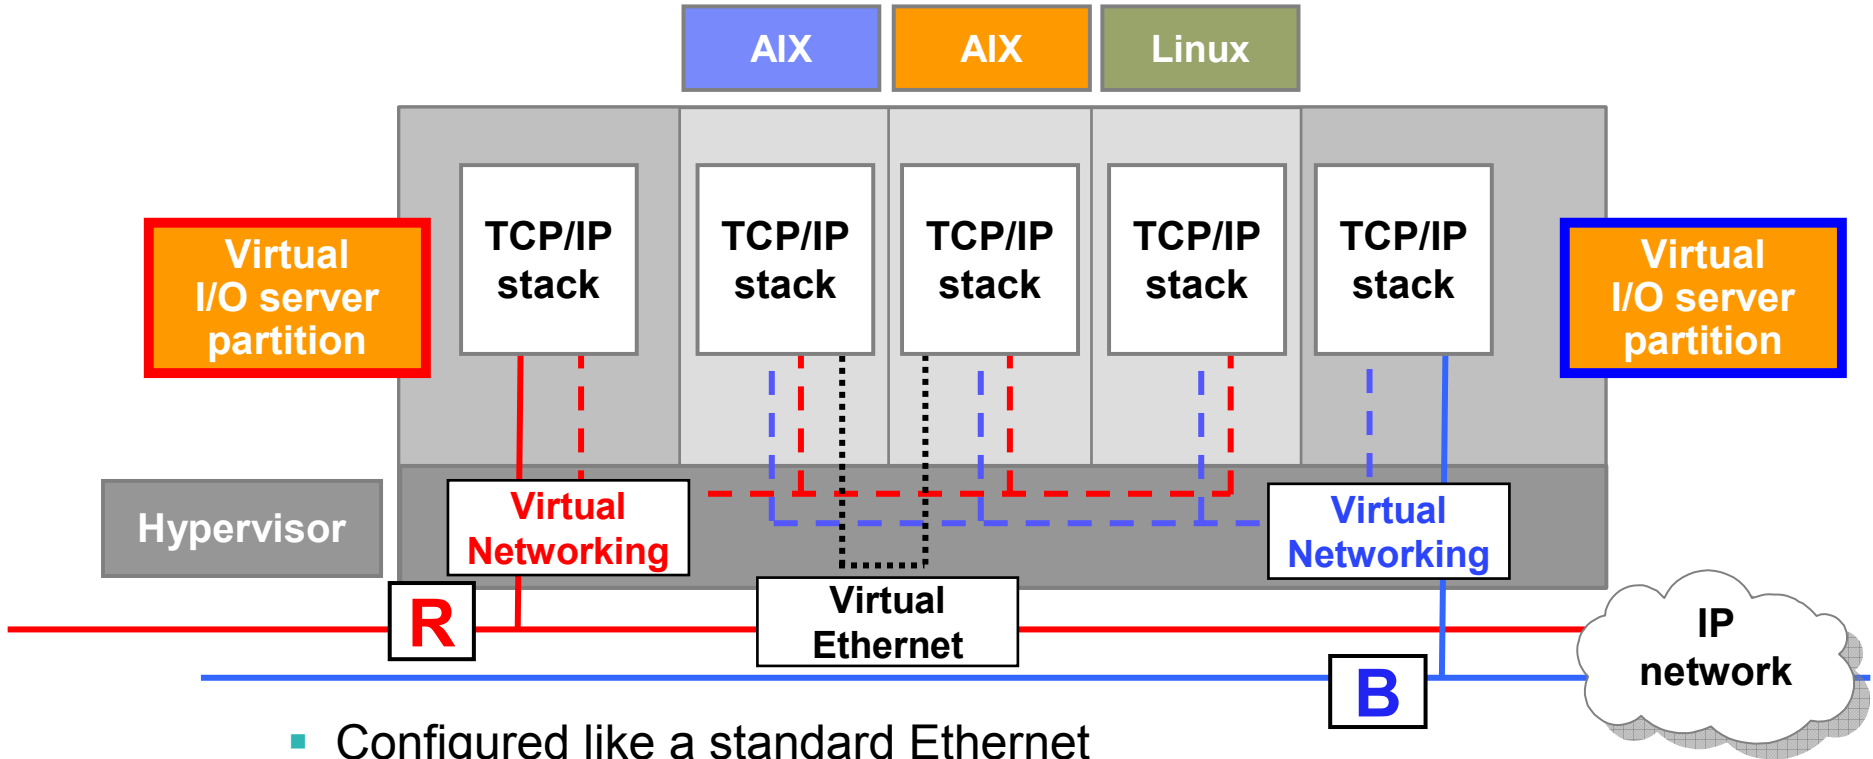 AIX
AIX
Linux
TCP/IP
stack
TCP/IP
stack
TCP/IP
stack
TCP/IP
stack
TCP/IP
stack
Virtual
I/O server
partition
Virtual
I/O server
partition
Hypervisor
Virtual
Networking
Virtual
Networking
Virtual
Ethernet
R
B
IP
network
▪ Configured like a standard Ethernet